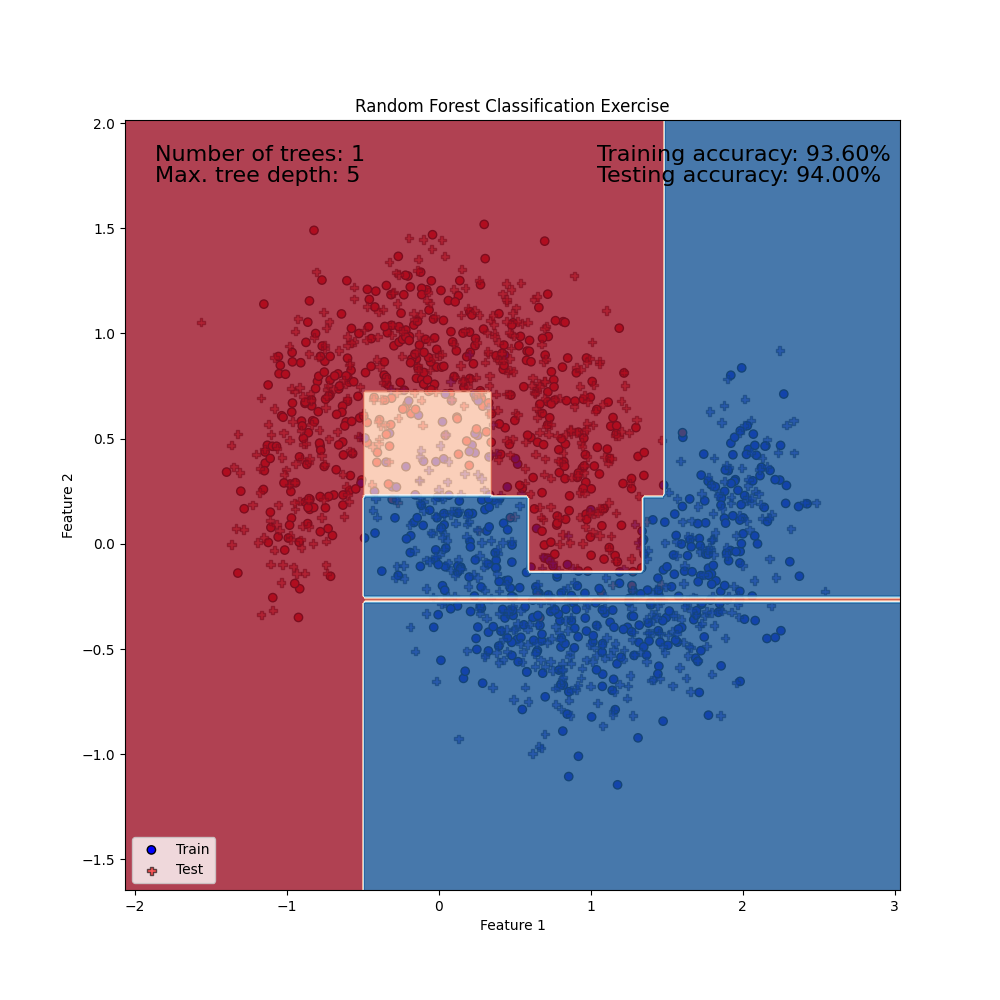 Random Forest Classification Exercise
Number of trees: 1
Max. tree depth: 5
Training accuracy: 93.60%
Testing accuracy: 94.00%
2.0
1.5
1.0
0.5
0.0
−0.5
−1.0
−1.5
Feature 2
Train
Test
−2
−1
0
1
2
3
Feature 1